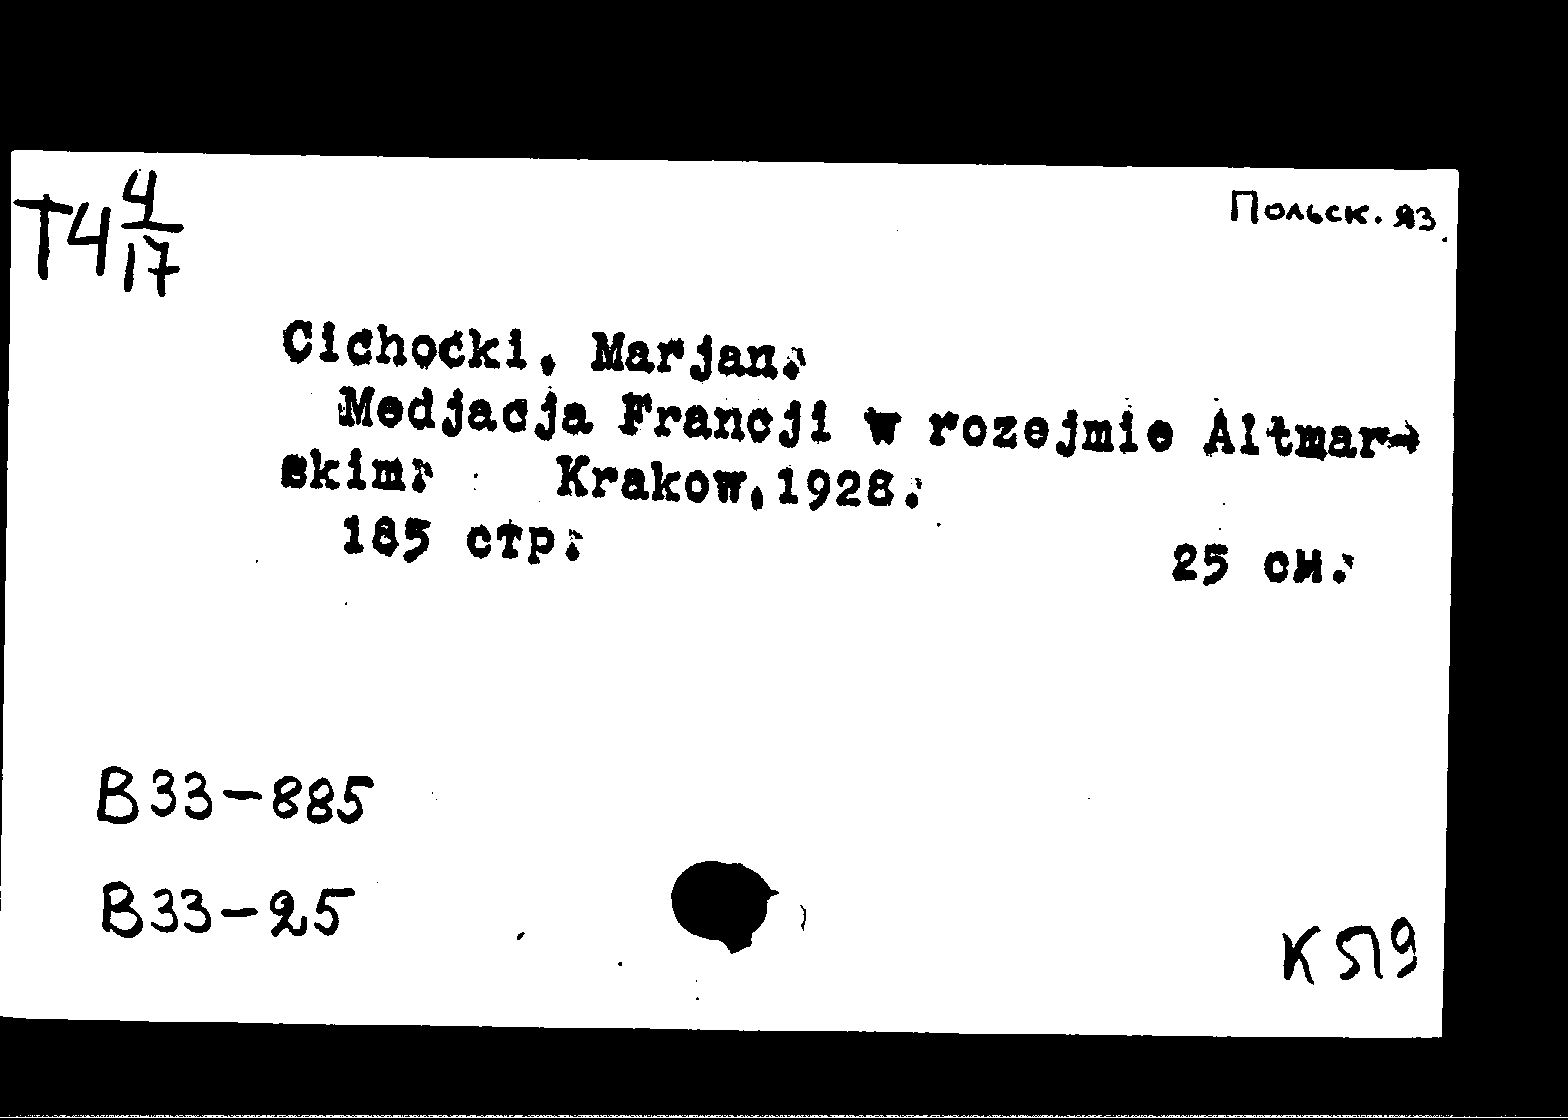 Т4 4/17
Польск. яз.
Cichocki, Marjan.
Medjacja Francji w rozejmie Altmar-
skim. Krakow, 1928.
185 стр. 25 см.
В33-885
В33-25
К 519